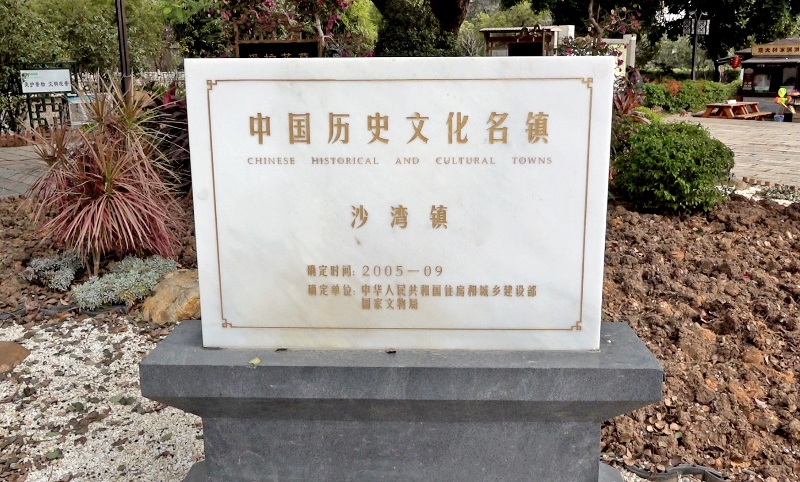 中国历史文化名镇
CHINESE HISTORICAL AND CULTURAL TOWNS
沙湾镇
确定时间: 2005—09
确定单位: 中华人民共和国住房和城乡建设部
国家文物局